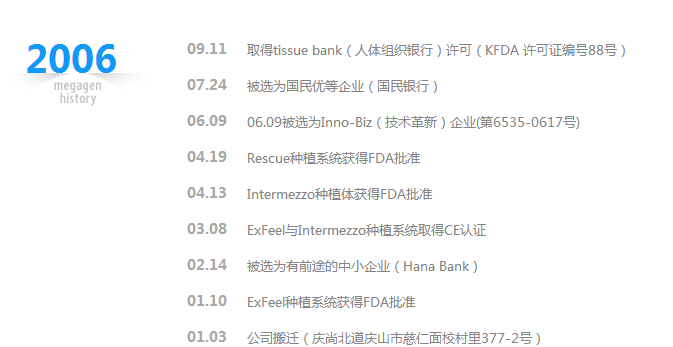 2006
megagen
history
09.11 取得tissue bank（人体组织银行）许可（KFDA 许可证编号88号）
07.24 被选为国民优等企业（国民银行）
06.09 06.09被选为Inno-Biz（技术革新）企业(第6535-0617号)
04.19 Rescue种植系统获得FDA批准
04.13 Intermezzo种植体获得FDA批准
03.08 ExFeel与Intermezzo种植系统取得CE认证
02.14 被选为有前途的中小企业（Hana Bank）
01.10 ExFeel种植系统获得FDA批准
01.03 公司搬迁（庆尚北道庆山市慈仁面校村里377-2号）